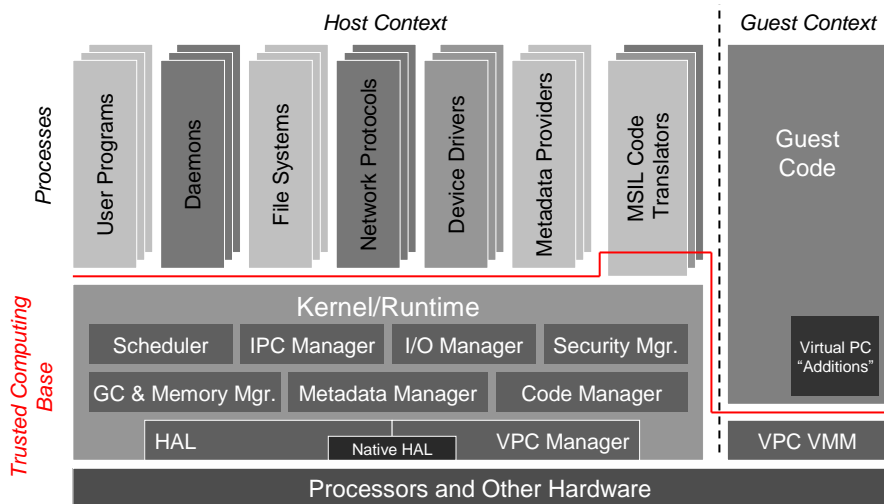 Host Context
Guest Context
Processes
User Programs
Daemons
File Systems
Network Protocols
Device Drivers
Metadata Providers
MSIL Code
Translators
Guest
Code
Trusted Computing
Base
Kernel/Runtime
Scheduler
IPC Manager
I/O Manager
Security Mgr.
GC & Memory Mgr.
Metadata Manager
Code Manager
Virtual PC
“Additions”
HAL
Native HAL
VPC Manager
VPC VMM
Processors and Other Hardware